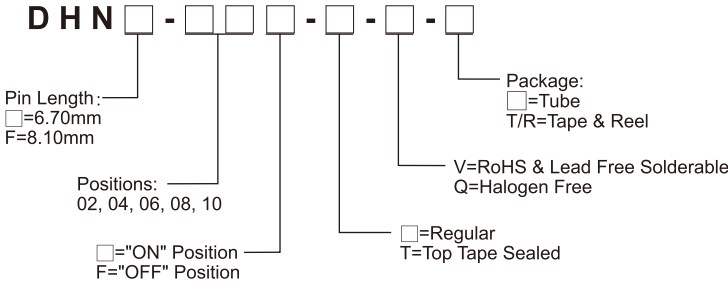 DHN□-□□□-□-□-□
Pin Length:
□=6.70mm
F=8.10mm
Positions:
02, 04, 06, 08, 10
□="ON" Position
F="OFF" Position
Package:
□=Tube
T/R=Tape & Reel
V=RoHS & Lead Free Solderable
Q=Halogen Free
□=Regular
T=Top Tape Sealed